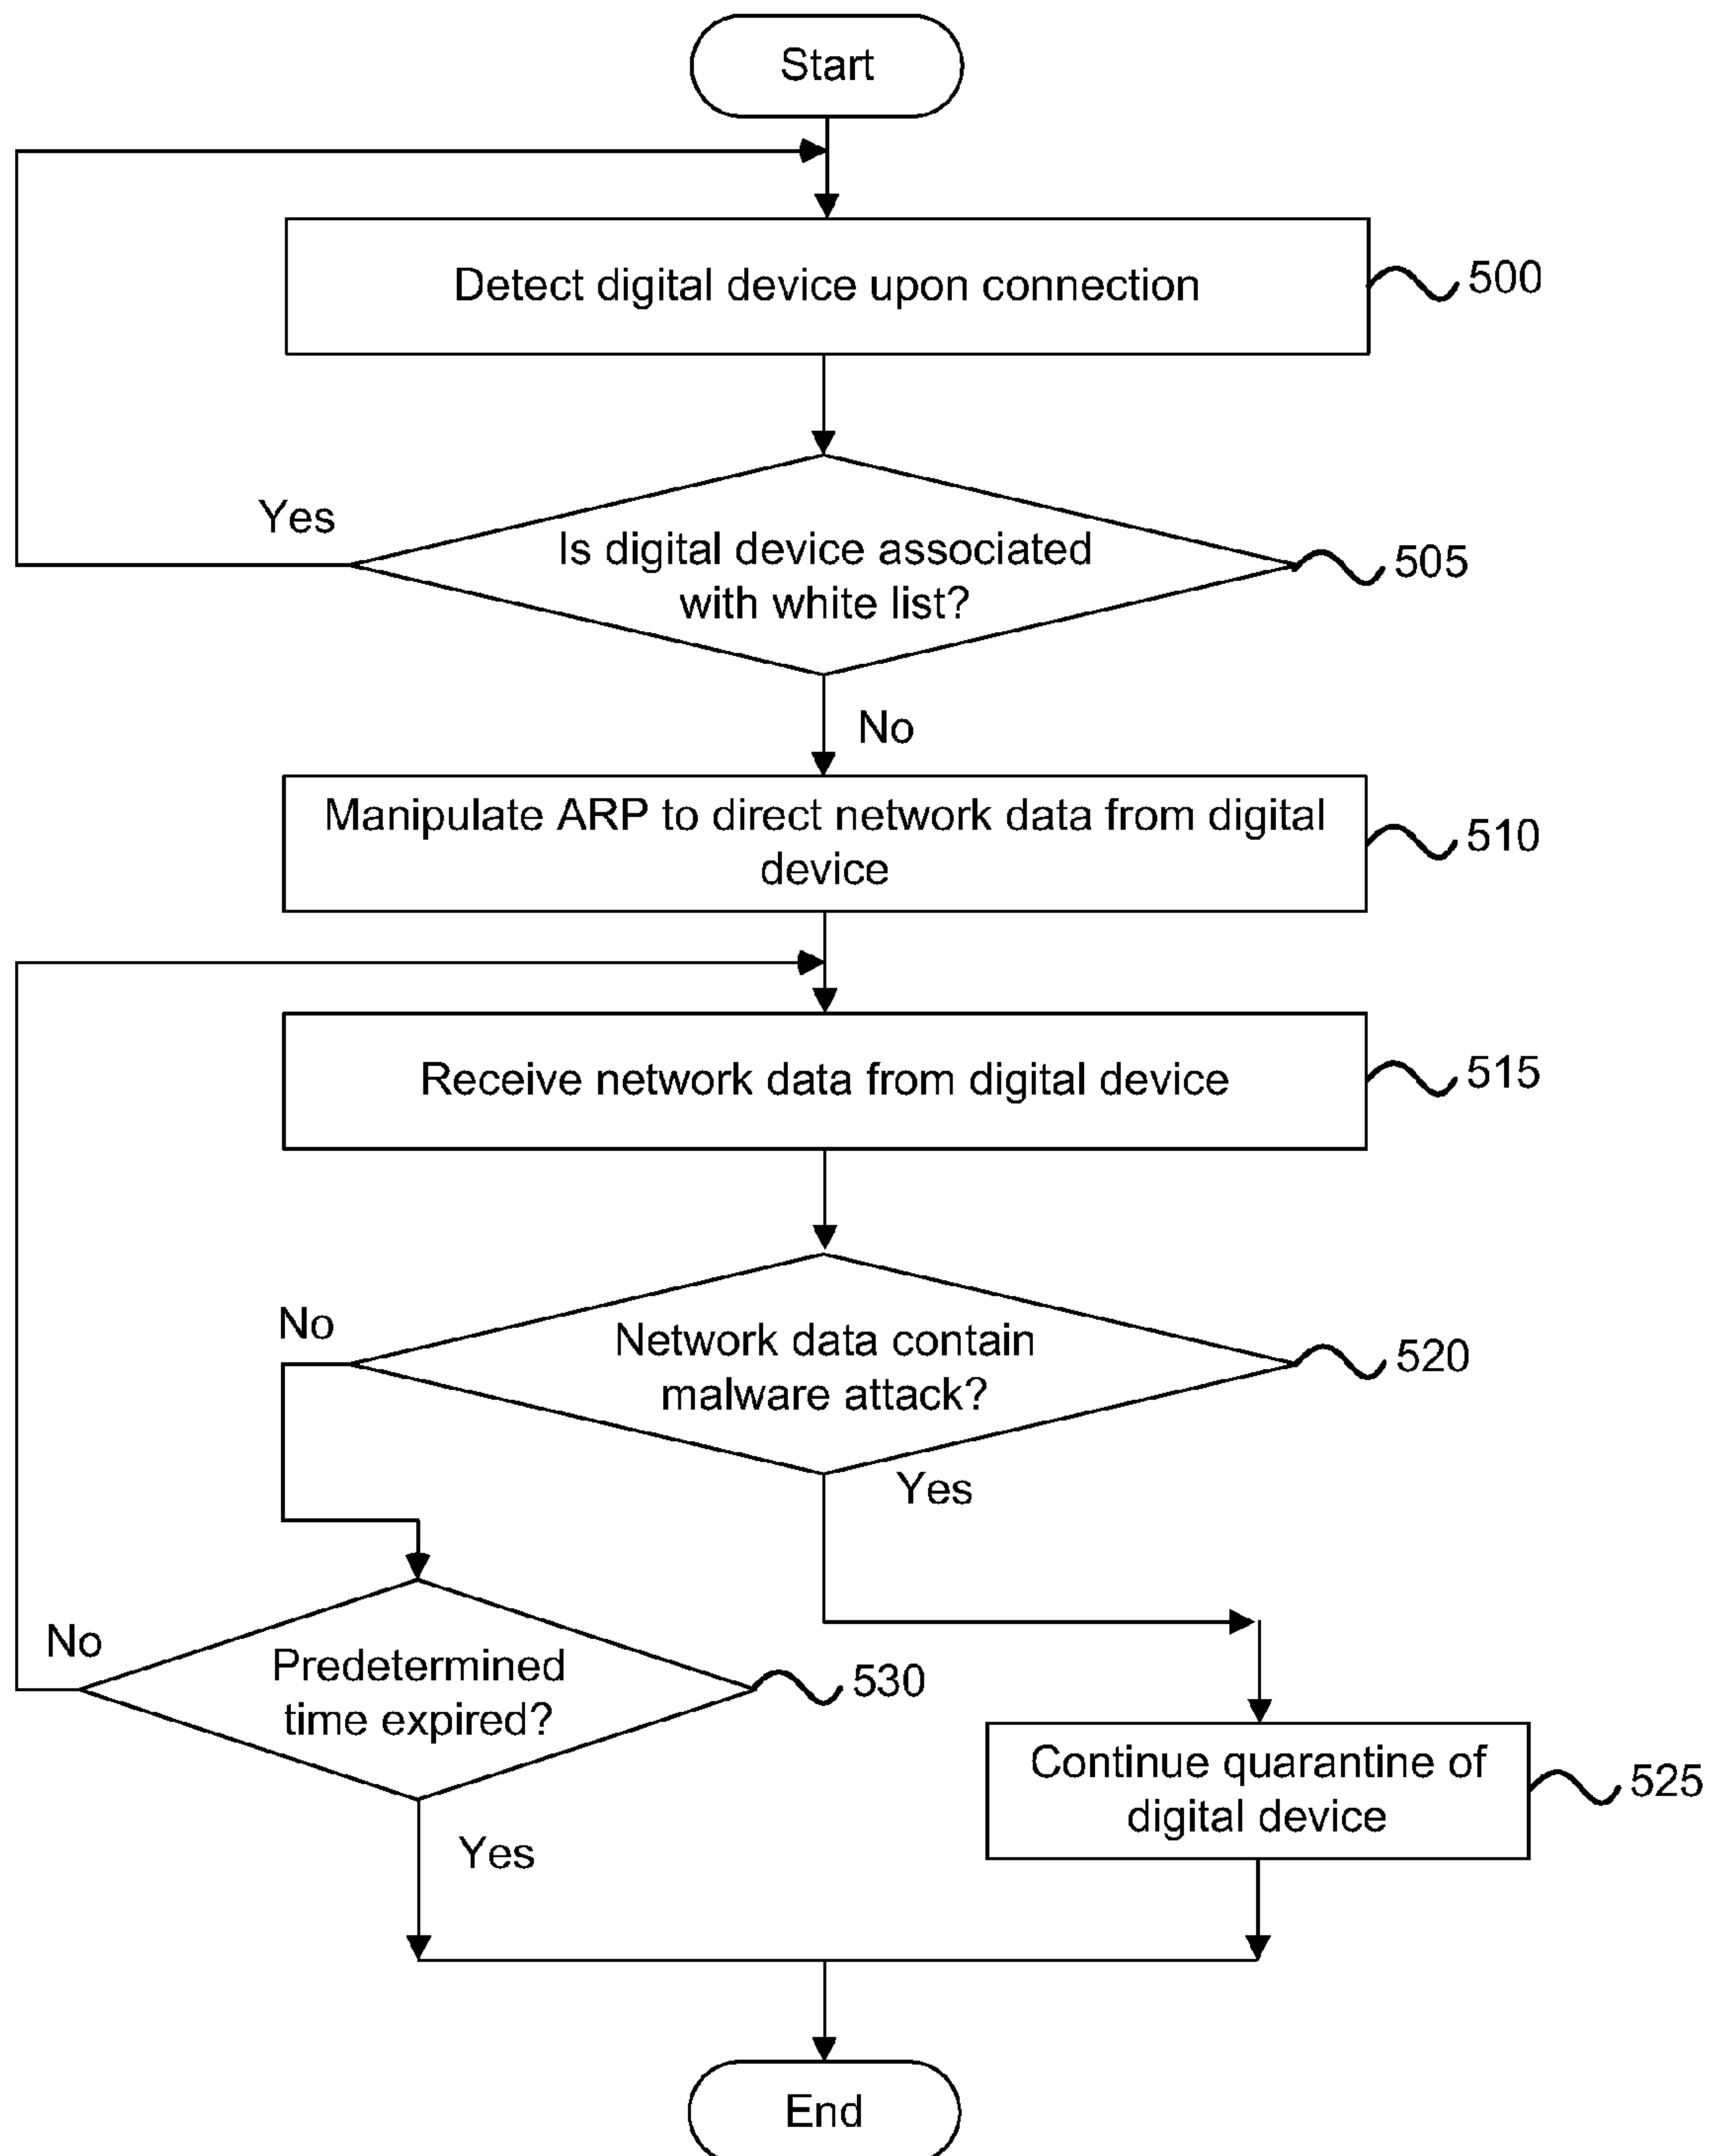 Start
Detect digital device upon connection
500
Yes
Is digital device associated
with white list?
505
No
Manipulate ARP to direct network data from digital
device
510
Receive network data from digital device
515
No
Network data contain
malware attack?
520
Yes
No
Predetermined
time expired?
530
Continue quarantine of
digital device
525
Yes
End